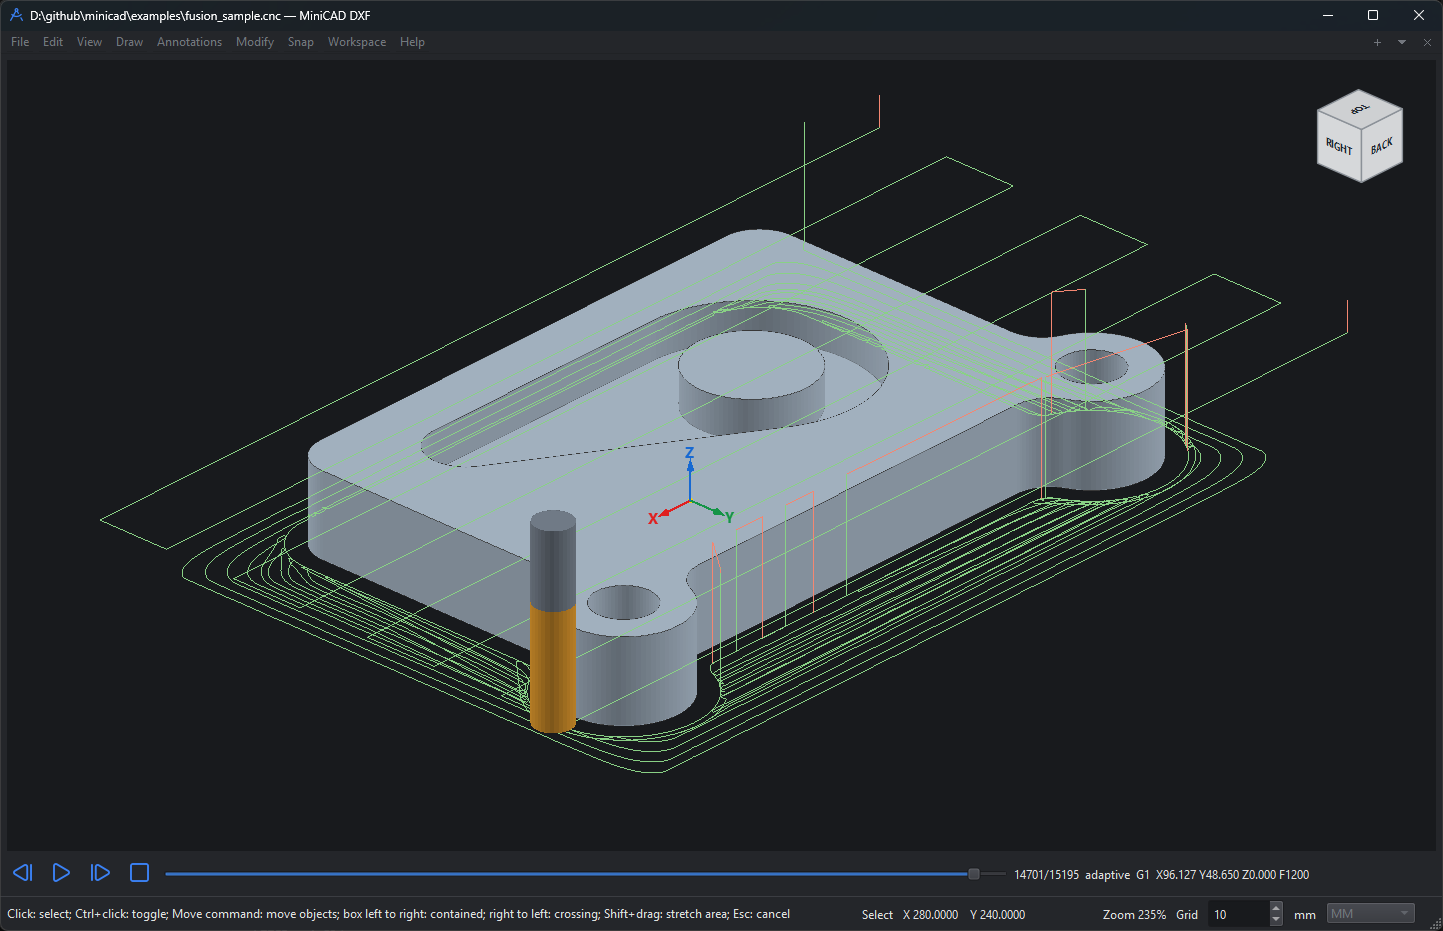 D:\github\minicad\examples\fusion_sample.cnc — MiniCAD DXF
File Edit View Draw Annotations Modify Snap Workspace Help
TOP
RIGHT BACK
Z
X Y
14701/15195 adaptive G1 X96.127 Y48.650 Z0.000 F1200
Click: select; Ctrl+click: toggle; Move command: move objects; box left to right: contained; right to left: crossing; Shift+drag: stretch area; Esc: cancel Select X 280.0000 Y 240.0000 Zoom 235% Grid 10 mm MM